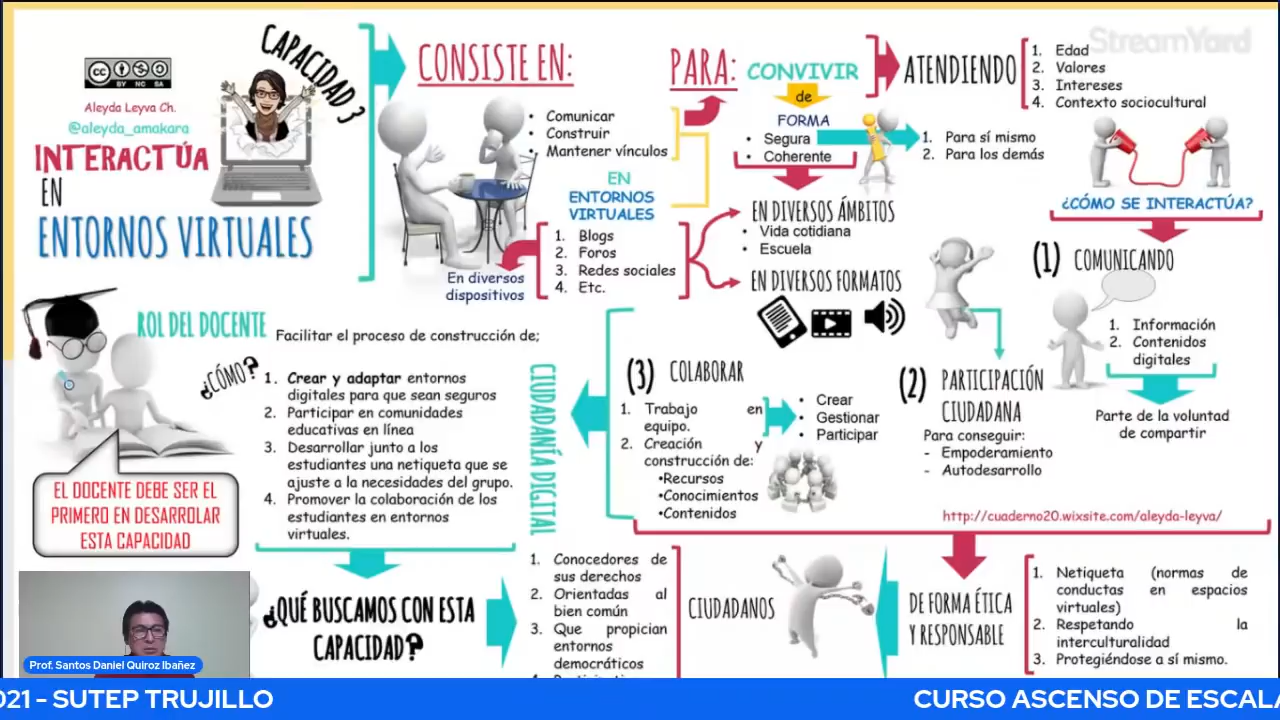 StreamYard
CC
BY NC SA
Aleyda Leyva Ch.
@aleyda_amakara
INTERACTÚA
EN
ENTORNOS VIRTUALES
CAPACIDAD 3
CONSISTE EN:
• Comunicar
• Construir
• Mantener vínculos
EN
ENTORNOS
VIRTUALES
1. Blogs
2. Foros
3. Redes sociales
4. Etc.
En diversos
dispositivos
PARA:
CONVIVIR
de
FORMA
• Segura
• Coherente
1. Para sí mismo
2. Para los demás
ATENDIENDO
1. Edad
2. Valores
3. Intereses
4. Contexto sociocultural
EN DIVERSOS ÁMBITOS
• Vida cotidiana
• Escuela
EN DIVERSOS FORMATOS
¿CÓMO SE INTERACTÚA?
(1) COMUNICANDO
1. Información
2. Contenidos
digitales
Parte de la voluntad
de compartir
(2) PARTICIPACIÓN
CIUDADANA
Para conseguir:
- Empoderamiento
- Autodesarrollo
(3) COLABORAR
1. Trabajo en
equipo.
2. Creación y
construcción de:
•Recursos
•Conocimientos
•Contenidos
• Crear
• Gestionar
• Participar
http://cuaderno20.wixsite.com/aleyda-leyva/
ROL DEL DOCENTE
Facilitar el proceso de construcción de;
¿CÓMO?
1. Crear y adaptar entornos
digitales para que sean seguros
2. Participar en comunidades
educativas en línea
3. Desarrollar junto a los
estudiantes una netiqueta que se
ajuste a la necesidades del grupo.
4. Promover la colaboración de los
estudiantes en entornos
virtuales.
CIUDADANÍA DIGITAL
EL DOCENTE DEBE SER EL
PRIMERO EN DESARROLAR
ESTA CAPACIDAD
¿QUÉ BUSCAMOS CON ESTA
CAPACIDAD?
1. Conocedores de
sus derechos
2. Orientadas al
bien común
3. Que propician
entornos
democráticos
CIUDADANOS
DE FORMA ÉTICA
Y RESPONSABLE
1. Netiqueta (normas de
conductas en espacios
virtuales)
2. Respetando la
interculturalidad
3. Protegiéndose a sí mismo.
Prof. Santos Daniel Quiroz Ibañez
021 - SUTEP TRUJILLO
CURSO ASCENSO DE ESCALA